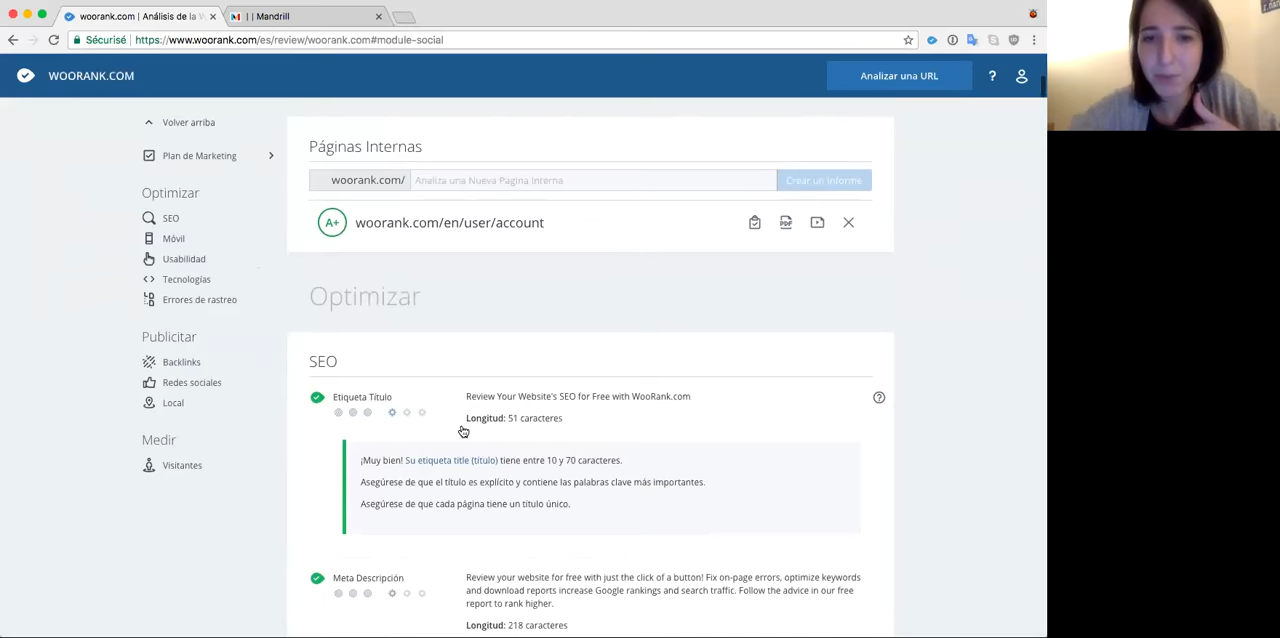 woorank.com | Análisis de la W
| | Mandrill
Sécurisé
https://www.woorank.com/es/review/woorank.com#module-social
WOORANK.COM
Analizar una URL
?
Volver arriba
Plan de Marketing
Optimizar
SEO
Móvil
Usabilidad
Tecnologías
Errores de rastreo
Publicitar
Backlinks
Redes sociales
Local
Medir
Visitantes
Páginas Internas
woorank.com/
Analiza una Nueva Página Interna
Crear un Informe
A+
woorank.com/en/user/account
PDF
Optimizar
SEO
Etiqueta Título
Review Your Website's SEO for Free with WooRank.com
Longitud: 51 caracteres
¡Muy bien! Su etiqueta title (título) tiene entre 10 y 70 caracteres.
Asegúrese de que el título es explícito y contiene las palabras clave más importantes.
Asegúrese de que cada página tiene un título único.
Meta Descripción
Review your website for free with just the click of a button! Fix on-page errors, optimize keywords
and download reports increase Google rankings and search traffic. Follow the advice in our free
report to rank higher.
Longitud: 218 caracteres